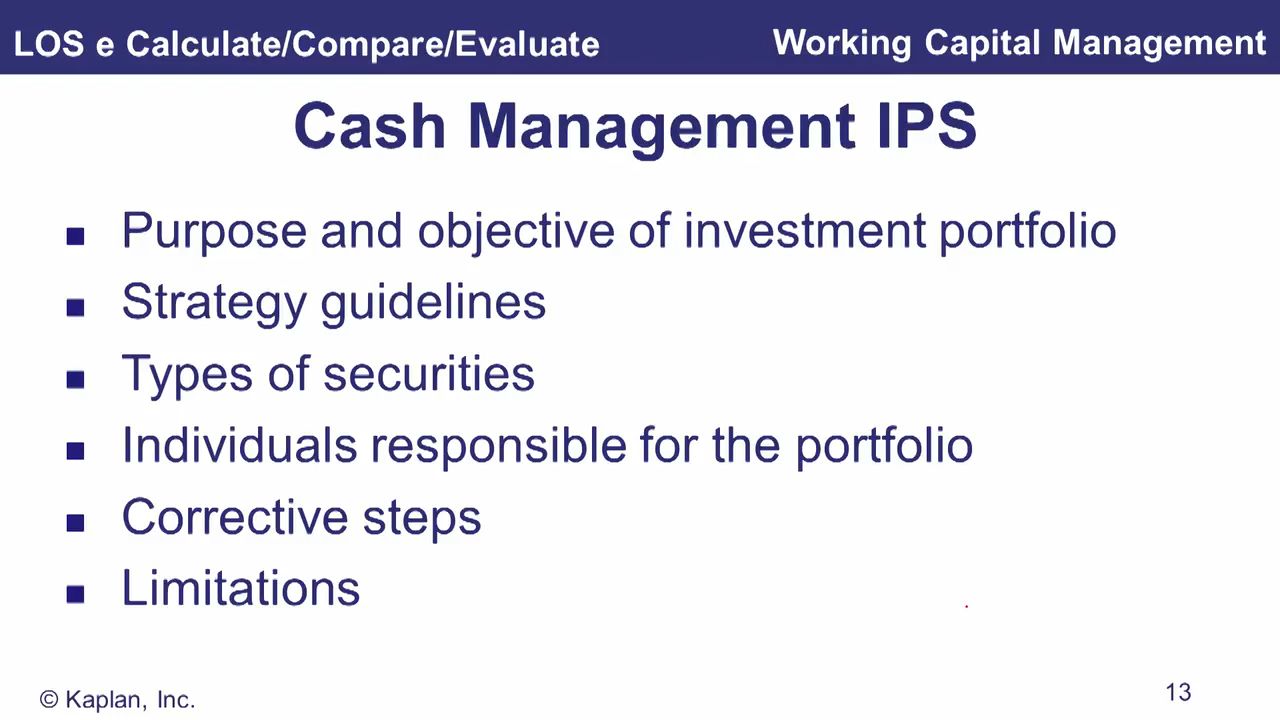 LOS e Calculate/Compare/Evaluate
Working Capital Management
Cash Management IPS
Purpose and objective of investment portfolio
Strategy guidelines
Types of securities
Individuals responsible for the portfolio
Corrective steps
Limitations
© Kaplan, Inc.
13